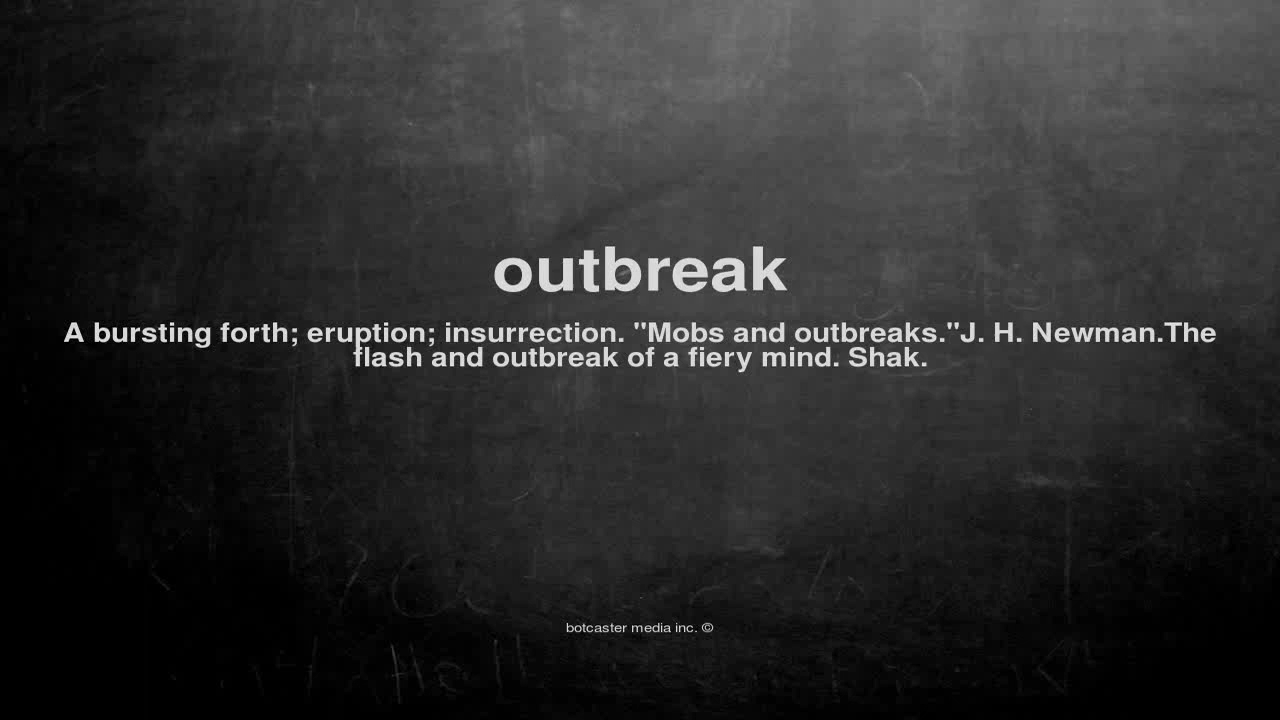 outbreak
A bursting forth; eruption; insurrection. "Mobs and outbreaks."J. H. Newman.The
flash and outbreak of a fiery mind. Shak.
botcaster media inc. ©